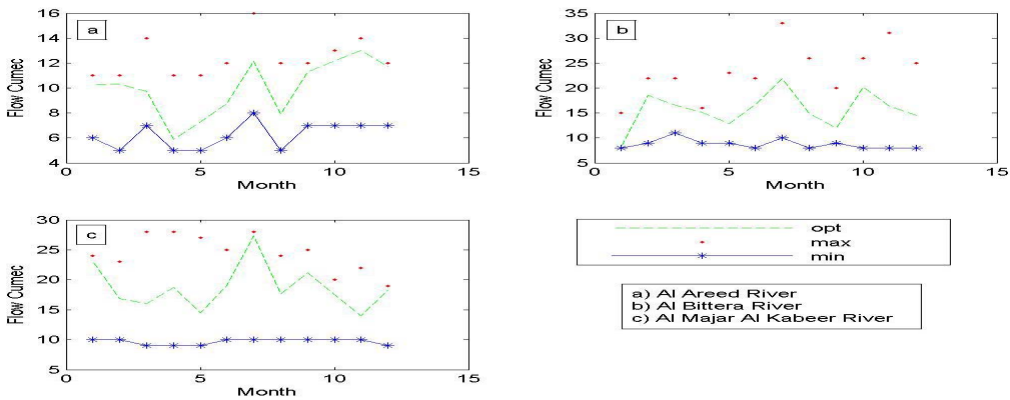 a
16
14
12
10
8
6
4
Flow Cumec
0
5
10
15
Month
b
35
30
25
20
15
10
5
Flow Cumec
0
5
10
15
Month
c
30
25
20
15
10
5
Flow Cumec
0
5
10
15
Month
opt
max
min
a) Al Areed River
b) Al Bittera River
c) Al Majar Al Kabeer River